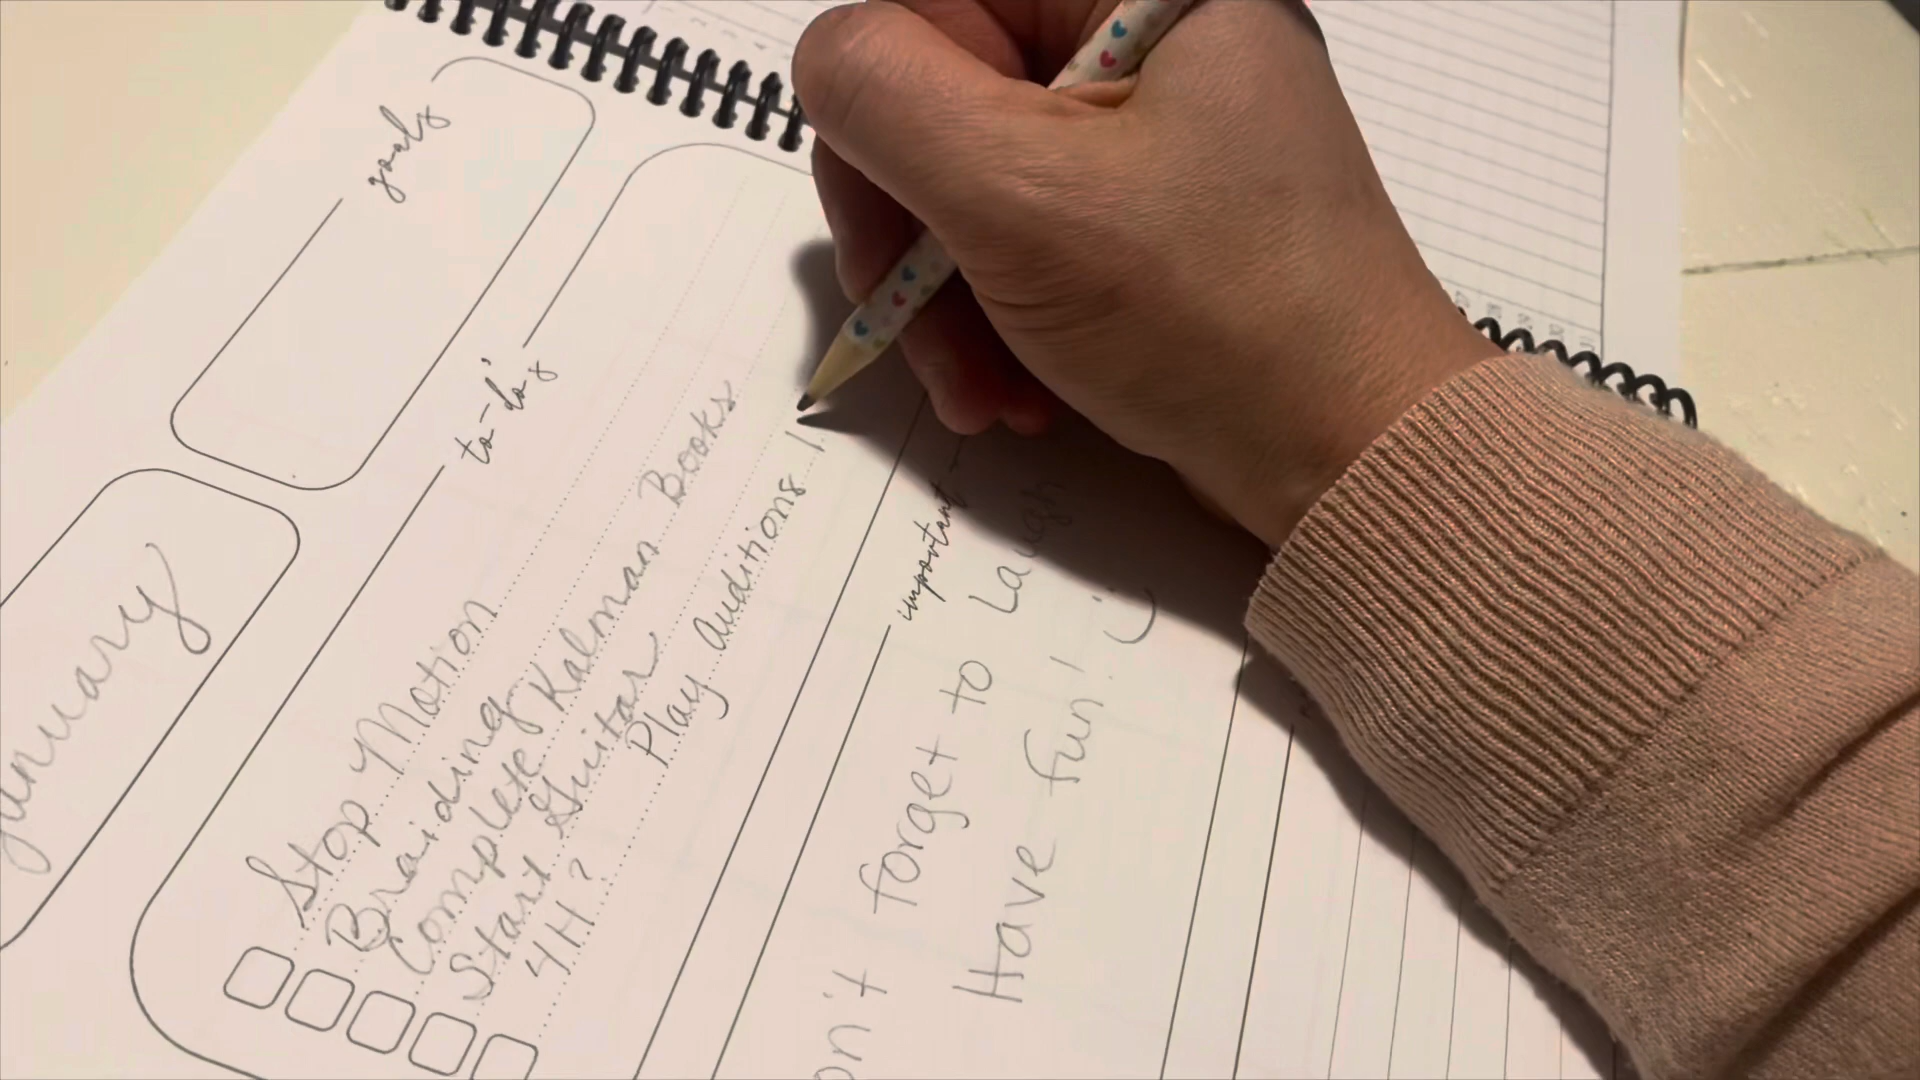 January
goals
to-do's
Stop Motion
Braiding
Complete Kalman Books
Start Guitar
4H? Play Auditions
important
forget to Laugh
Have fun!